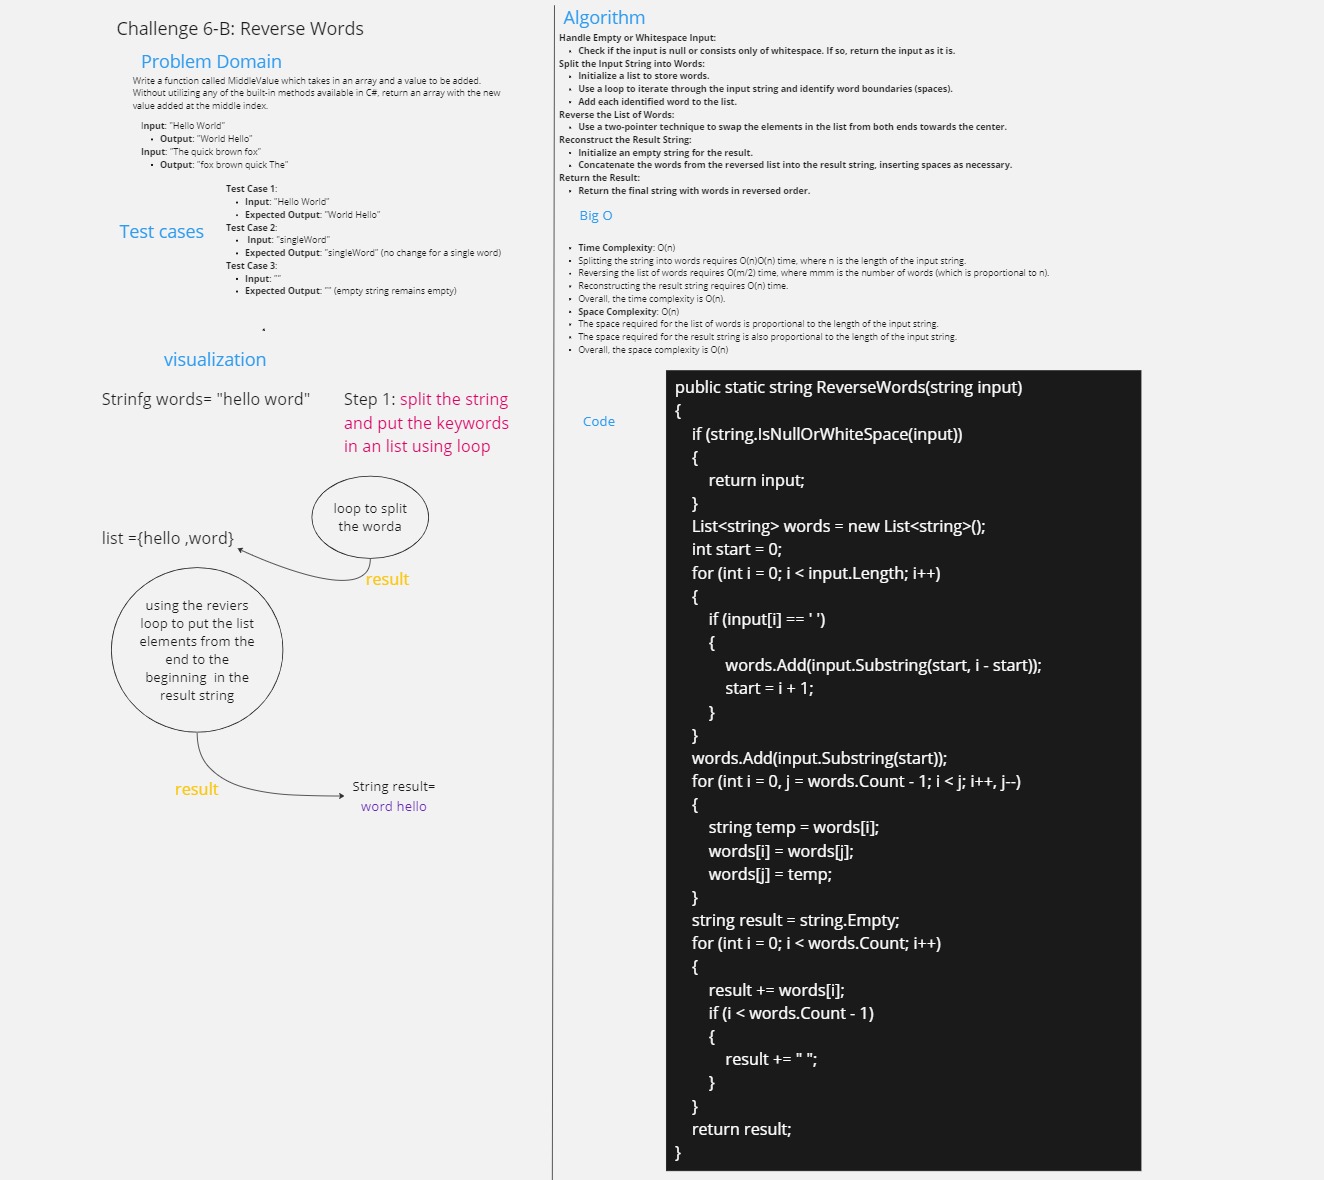 Challenge 6-B: Reverse Words
Problem Domain
Write a function called MiddleValue which takes in an array and a value to be added.
Without utilizing any of the built-in methods available in C#, return an array with the new
value added at the middle index.
Input: "Hello World"
• Output: "World Hello"
Input: "The quick brown fox"
• Output: "fox brown quick The"
Test cases
Test Case 1:
• Input: "Hello World"
• Expected Output: "World Hello"
Test Case 2:
• Input: "singleWord"
• Expected Output: "singleWord" (no change for a single word)
Test Case 3:
• Input: ""
• Expected Output: "" (empty string remains empty)
.
visualization
Strinfg words= "hello word"
Step 1: split the string
and put the keywords
in an list using loop
loop to split
the worda
list ={hello ,word}
result
using the reviers
loop to put the list
elements from the
end to the
beginning in the
result string
result
String result=
word hello
Algorithm
Handle Empty or Whitespace Input:
• Check if the input is null or consists only of whitespace. If so, return the input as it is.
Split the Input String into Words:
• Initialize a list to store words.
• Use a loop to iterate through the input string and identify word boundaries (spaces).
• Add each identified word to the list.
Reverse the List of Words:
• Use a two-pointer technique to swap the elements in the list from both ends towards the center.
Reconstruct the Result String:
• Initialize an empty string for the result.
• Concatenate the words from the reversed list into the result string, inserting spaces as necessary.
Return the Result:
• Return the final string with words in reversed order.
Big O
• Time Complexity: O(n)
• Splitting the string into words requires O(n)O(n) time, where n is the length of the input string.
• Reversing the list of words requires O(m/2) time, where mmm is the number of words (which is proportional to n).
• Reconstructing the result string requires O(n) time.
• Overall, the time complexity is O(n).
• Space Complexity: O(n)
• The space required for the list of words is proportional to the length of the input string.
• The space required for the result string is also proportional to the length of the input string.
• Overall, the space complexity is O(n)
Code
public static string ReverseWords(string input)
{
if (string.IsNullOrWhiteSpace(input))
{
return input;
}
List<string> words = new List<string>();
int start = 0;
for (int i = 0; i < input.Length; i++)
{
if (input[i] == ' ')
{
words.Add(input.Substring(start, i - start));
start = i + 1;
}
}
words.Add(input.Substring(start));
for (int i = 0, j = words.Count - 1; i < j; i++, j--)
{
string temp = words[i];
words[i] = words[j];
words[j] = temp;
}
string result = string.Empty;
for (int i = 0; i < words.Count; i++)
{
result += words[i];
if (i < words.Count - 1)
{
result += " ";
}
}
return result;
}